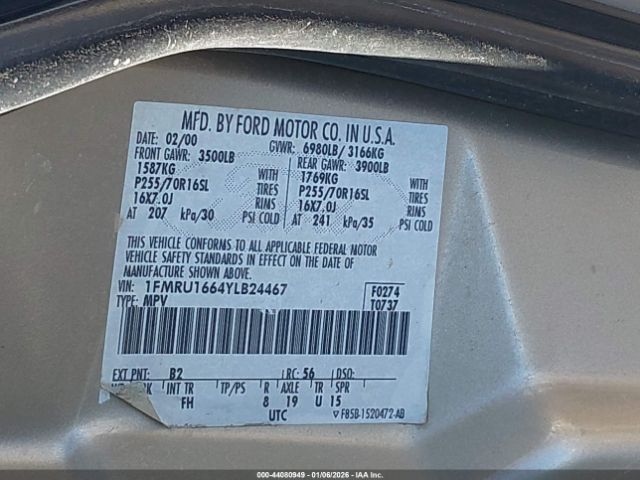 MFD. BY FORD MOTOR CO. IN U.S.A.
DATE: 02/00 GVWR: 6980LB/ 3166KG
FRONT GAWR: 3500LB REAR GAWR: 3900LB
1587KG WITH 1769KG WITH
P255/70R16SL TIRES P255/70R16SL TIRES
16X7.0J RIMS 16X7.0J RIMS
AT 207 kPa/30 PSI COLD AT 241 kPa/35 PSI COLD
THIS VEHICLE CONFORMS TO ALL APPLICABLE FEDERAL MOTOR
VEHICLE SAFETY STANDARDS IN EFFECT ON THE DATE OF
MANUFACTURE SHOWN ABOVE.
VIN: 1FMRU1664YLB24467 F0274
TYPE: MPV T0737
EXT PNT: B2 RC: 56 DSO:
INT TR TP/PS R AXLE TR SPR
FH 8 19 U 15
UTC F85B-1520472-AB
000-44080949 - 01/06/2026 - IAAI.COM